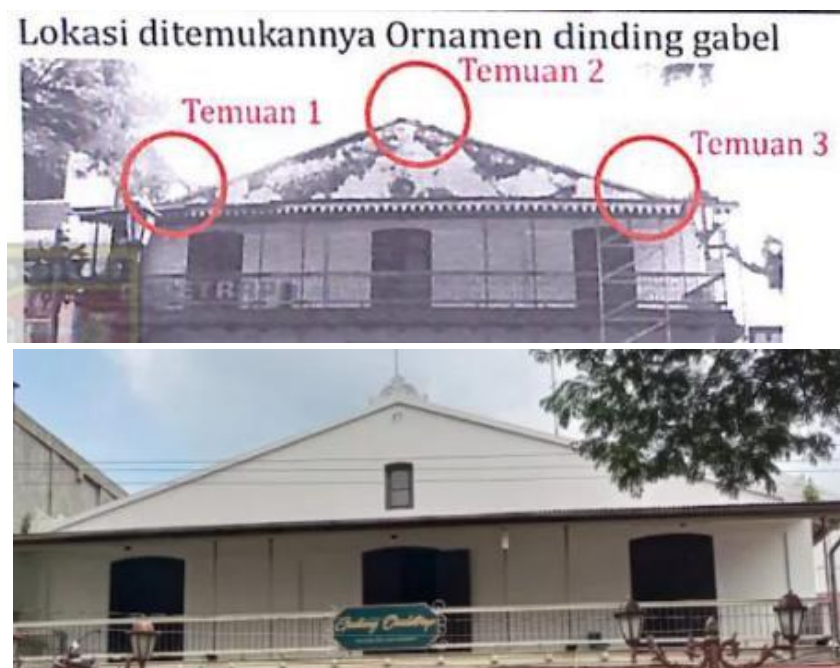 Lokasi ditemukannya Ornamen dinding gabel
Temuan 2
Temuan 1
Temuan 3